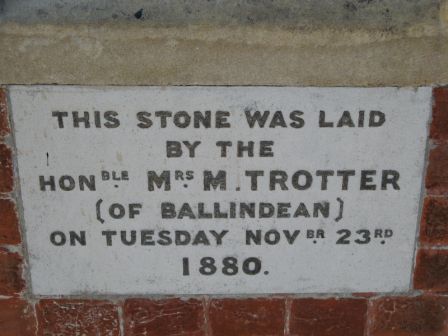 THIS STONE WAS LAID
BY THE
HONBLE. MRS M. TROTTER
(OF BALLINDEAN)
ON TUESDAY NOVBR. 23RD.
1880.